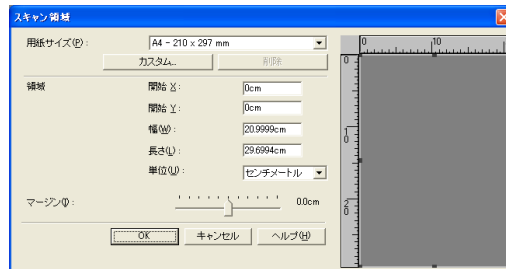 スキャン領域
用紙サイズ(P): A4 - 210 x 297 mm
カスタム... 削除
領域 開始 X: 0cm
開始 Y: 0cm
幅(W): 20.9999cm
長さ(L): 29.6994cm
単位(U): センチメートル
マージン(I): 0.0cm
OK キャンセル ヘルプ(H)
0 10
0
10
20